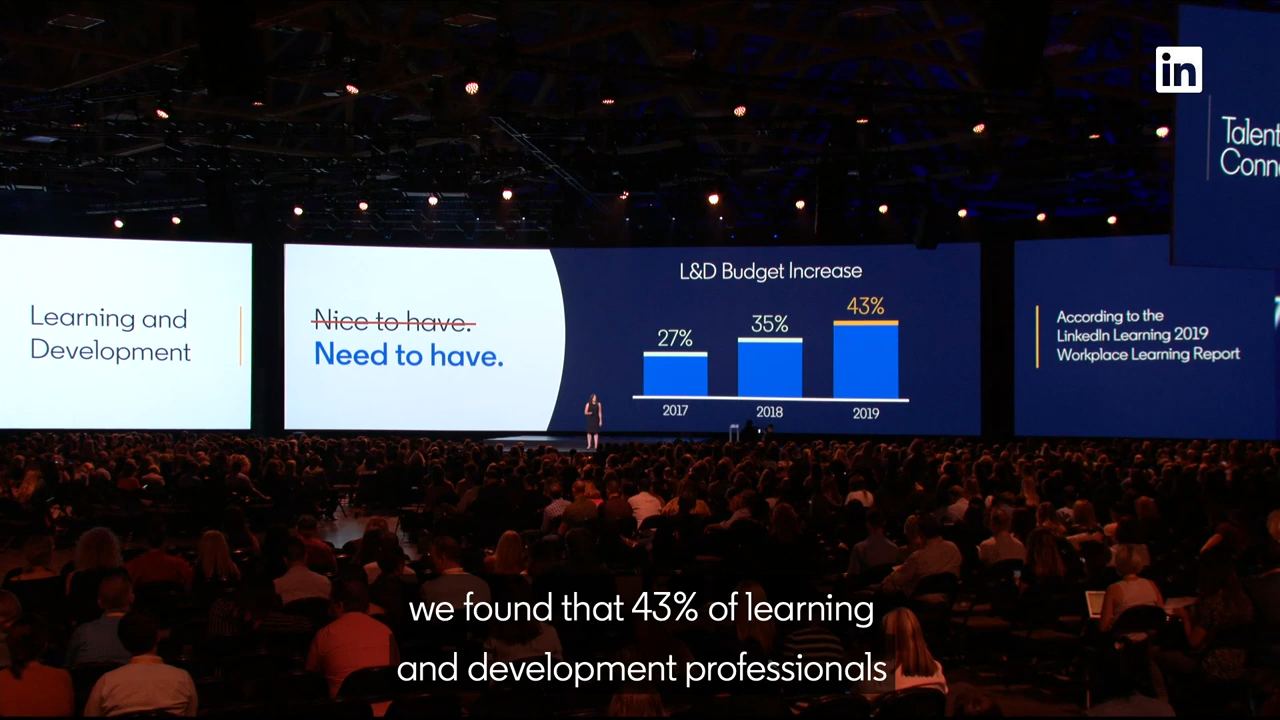 in
Talent
Conn
Learning and
Development
Nice to have.
Need to have.
L&D Budget Increase
27%
35%
43%
2017
2018
2019
According to the
LinkedIn Learning 2019
Workplace Learning Report
we found that 43% of learning
and development professionals